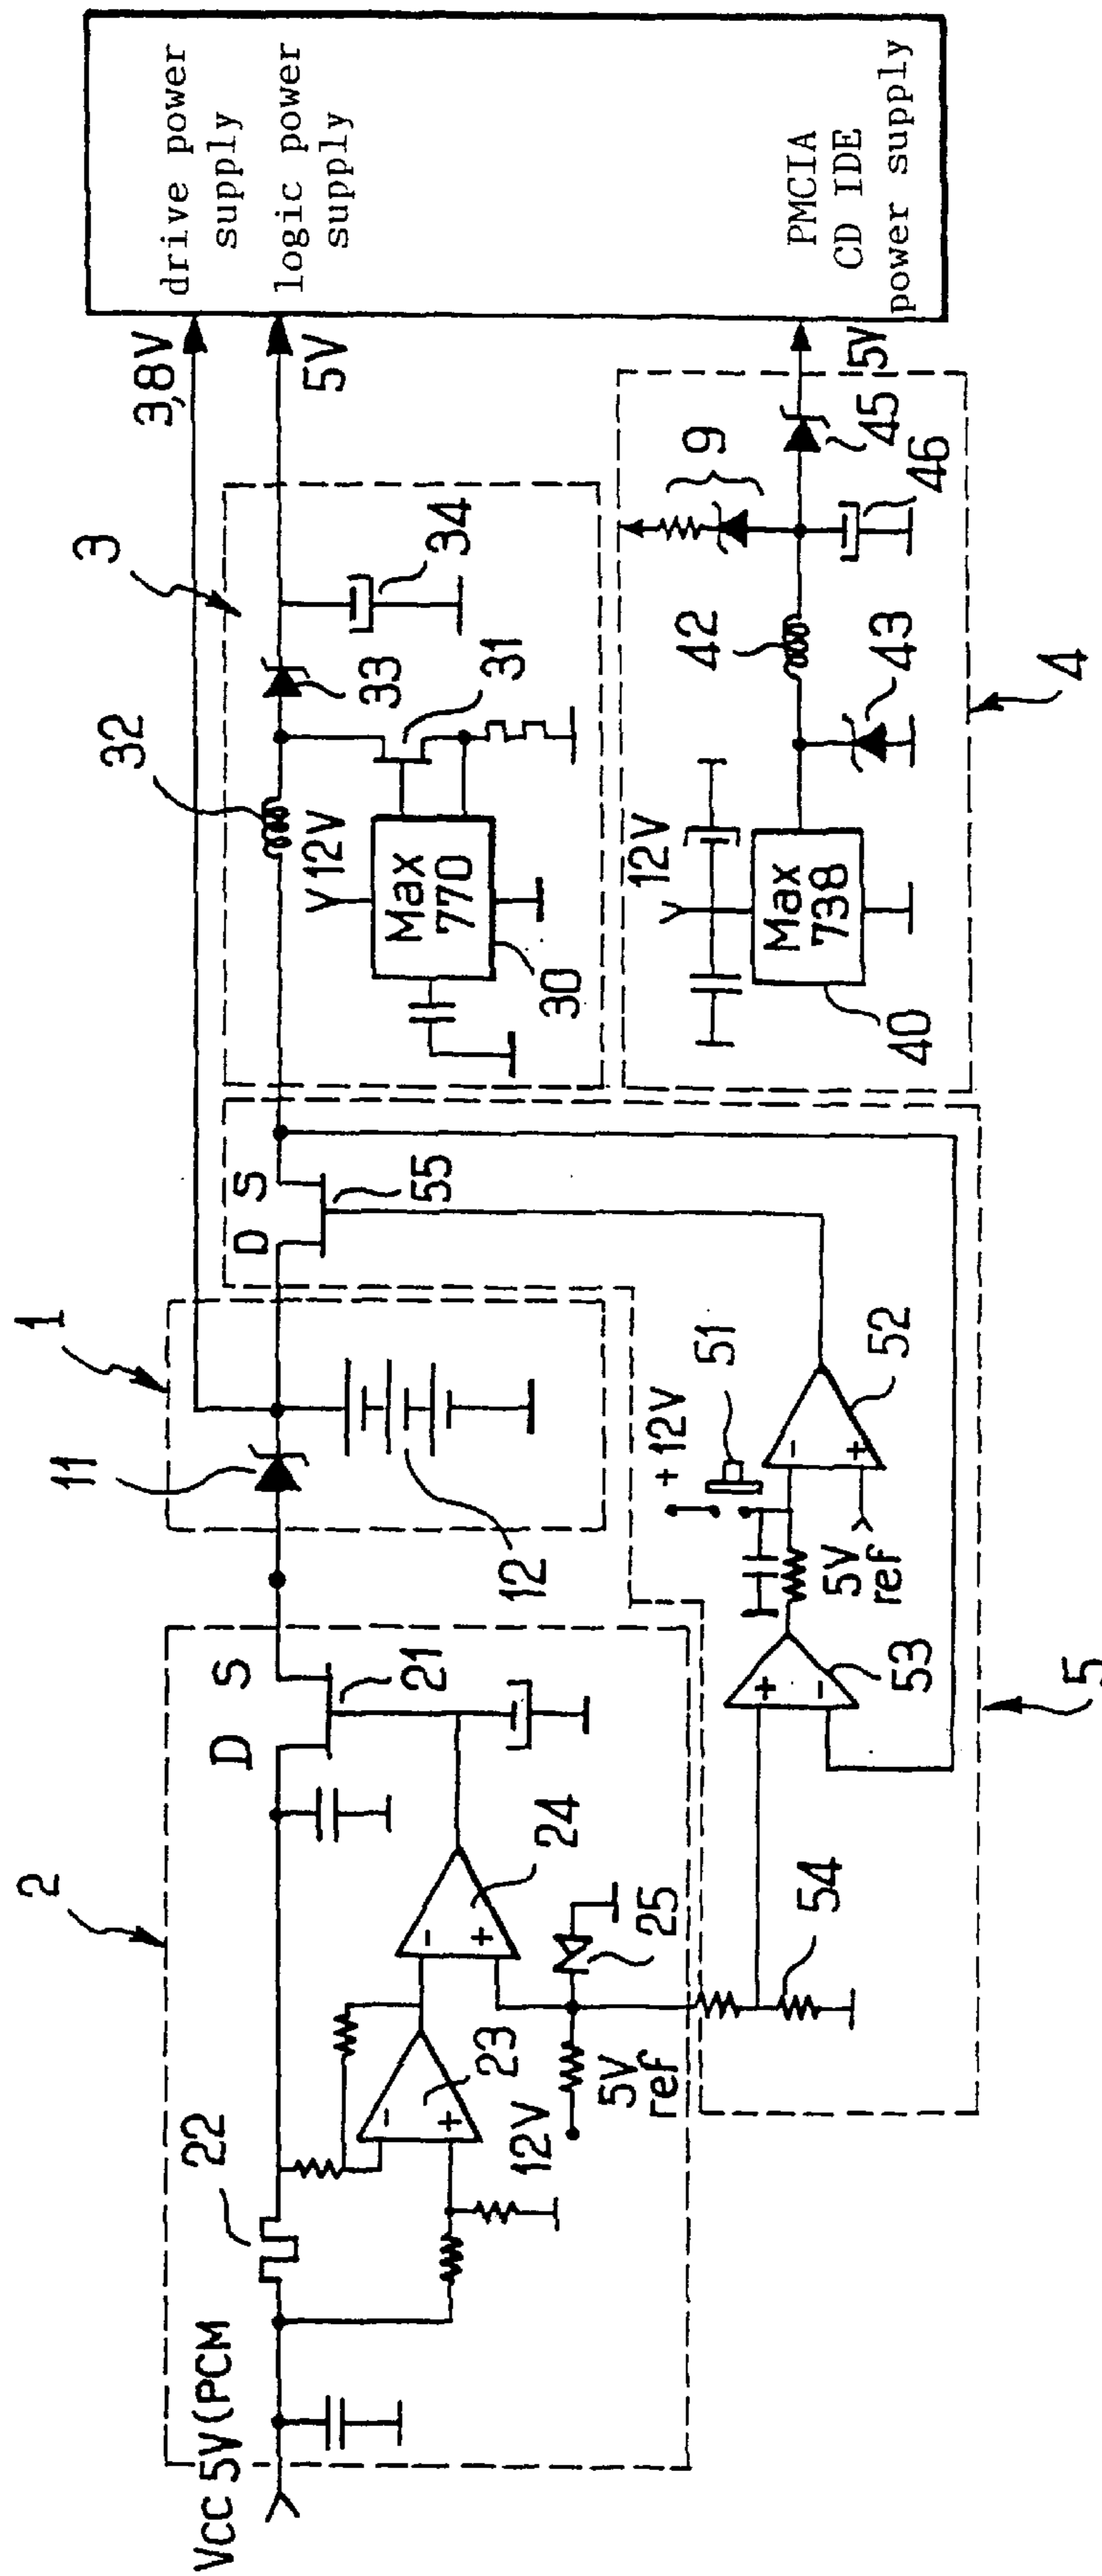 drive power
supply
logic power
supply
PMCIA
CD IDE
power supply
3,8V
5V
5V
3
34
33
31
32
12V
Max
770
30
9
45
46
42
43
4
12V
Max
738
40
1
11
12
D
S
55
+12V
51
52
5V
ref
53
54
5
2
D
S
21
24
25
22
23
12V
5V
ref
VCC 5V(PCM